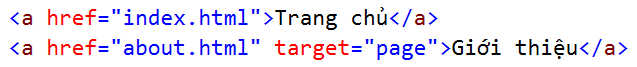 <a href="index.html">Trang chủ</a>
<a href="about.html" target="page">Giới thiệu</a>